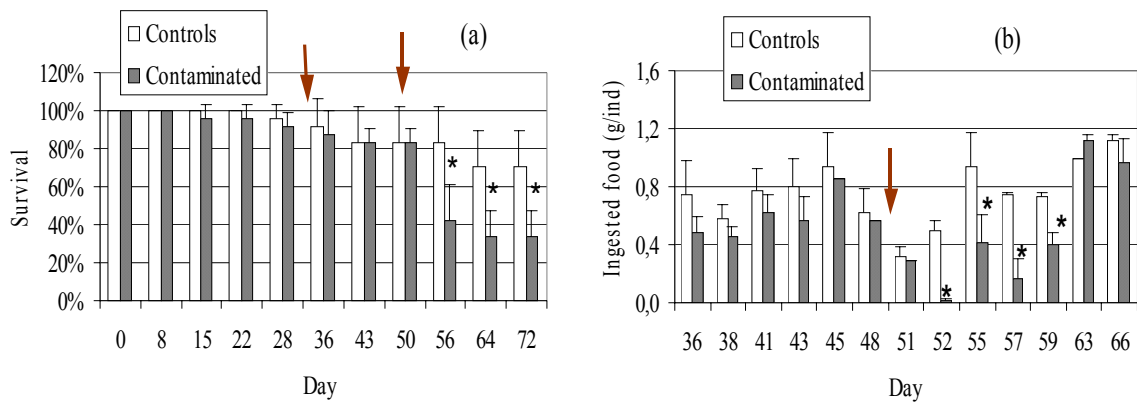 Controls
Contaminated
(a)
120%
100%
80%
60%
40%
20%
0%
Survival
* * *
0 8 15 22 28 36 43 50 56 64 72
Day
Controls
Contaminated
(b)
1,6
1,2
0,8
0,4
0,0
Ingested food (g/ind)
* * * *
36 38 41 43 45 48 51 52 55 57 59 63 66
Day